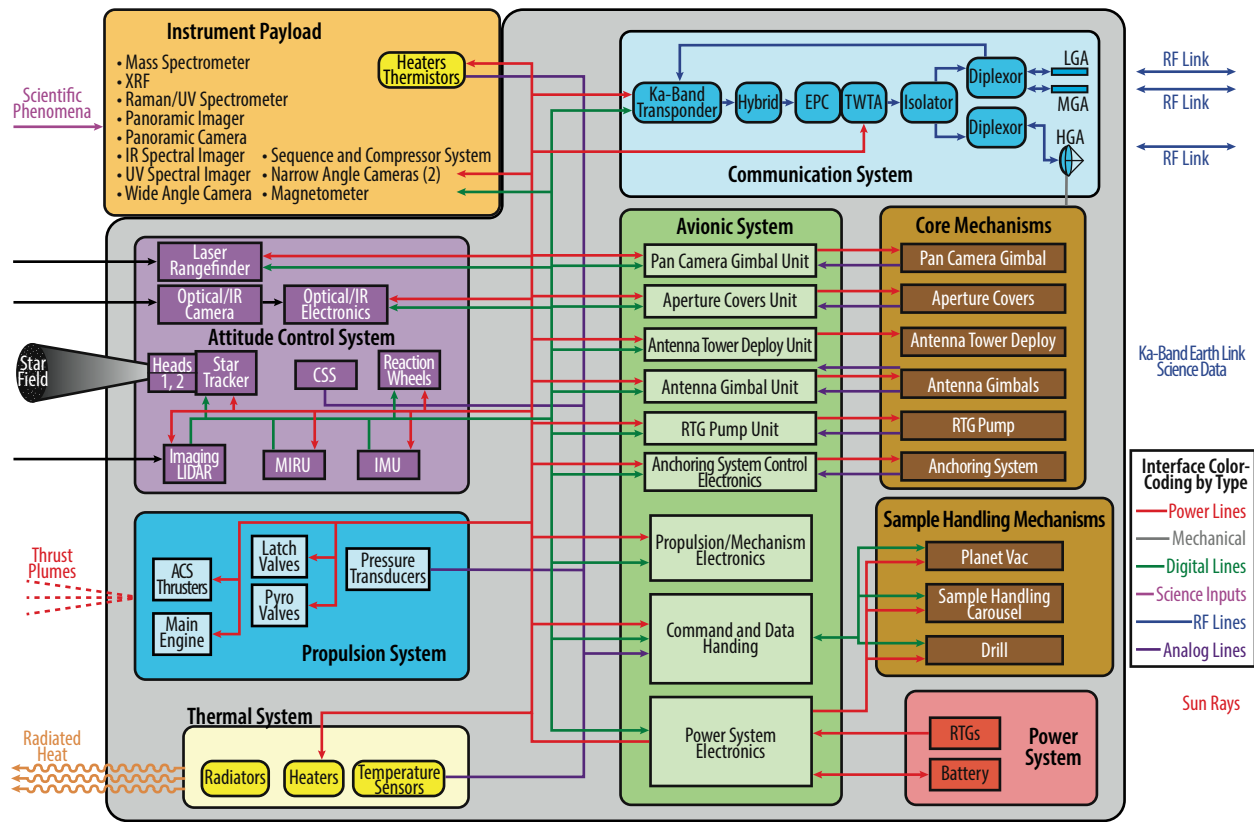 Instrument Payload
• Mass Spectrometer
• XRF
• Raman/UV Spectrometer
• Panoramic Imager
• Panoramic Camera
• IR Spectral Imager
• UV Spectral Imager
• Wide Angle Camera
• Sequence and Compressor System
• Narrow Angle Cameras (2)
• Magnetometer
Heaters
Thermistors
Scientific
Phenomena
Ka-Band
Transponder
Hybrid
EPC
TWTA
Isolator
Diplexor
Diplexor
LGA
MGA
HGA
Communication System
RF Link
RF Link
RF Link
Laser
Rangefinder
Optical/IR
Camera
Optical/IR
Electronics
Attitude Control System
Star
Field
Heads
1, 2
Star
Tracker
CSS
Reaction
Wheels
Imaging
LIDAR
MIRU
IMU
Avionic System
Pan Camera Gimbal Unit
Aperture Covers Unit
Antenna Tower Deploy Unit
Antenna Gimbal Unit
RTG Pump Unit
Anchoring System Control
Electronics
Propulsion/Mechanism
Electronics
Command and Data
Handing
Power System
Electronics
Core Mechanisms
Pan Camera Gimbal
Aperture Covers
Antenna Tower Deploy
Antenna Gimbals
RTG Pump
Anchoring System
Ka-Band Earth Link
Science Data
Sample Handling Mechanisms
Planet Vac
Sample Handling
Carousel
Drill
RTGs
Battery
Power
System
Interface Color-
Coding by Type
Power Lines
Mechanical
Digital Lines
Science Inputs
RF Lines
Analog Lines
Sun Rays
Thrust
Plumes
ACS
Thrusters
Main
Engine
Latch
Valves
Pyro
Valves
Pressure
Transducers
Propulsion System
Thermal System
Radiated
Heat
Radiators
Heaters
Temperature
Sensors